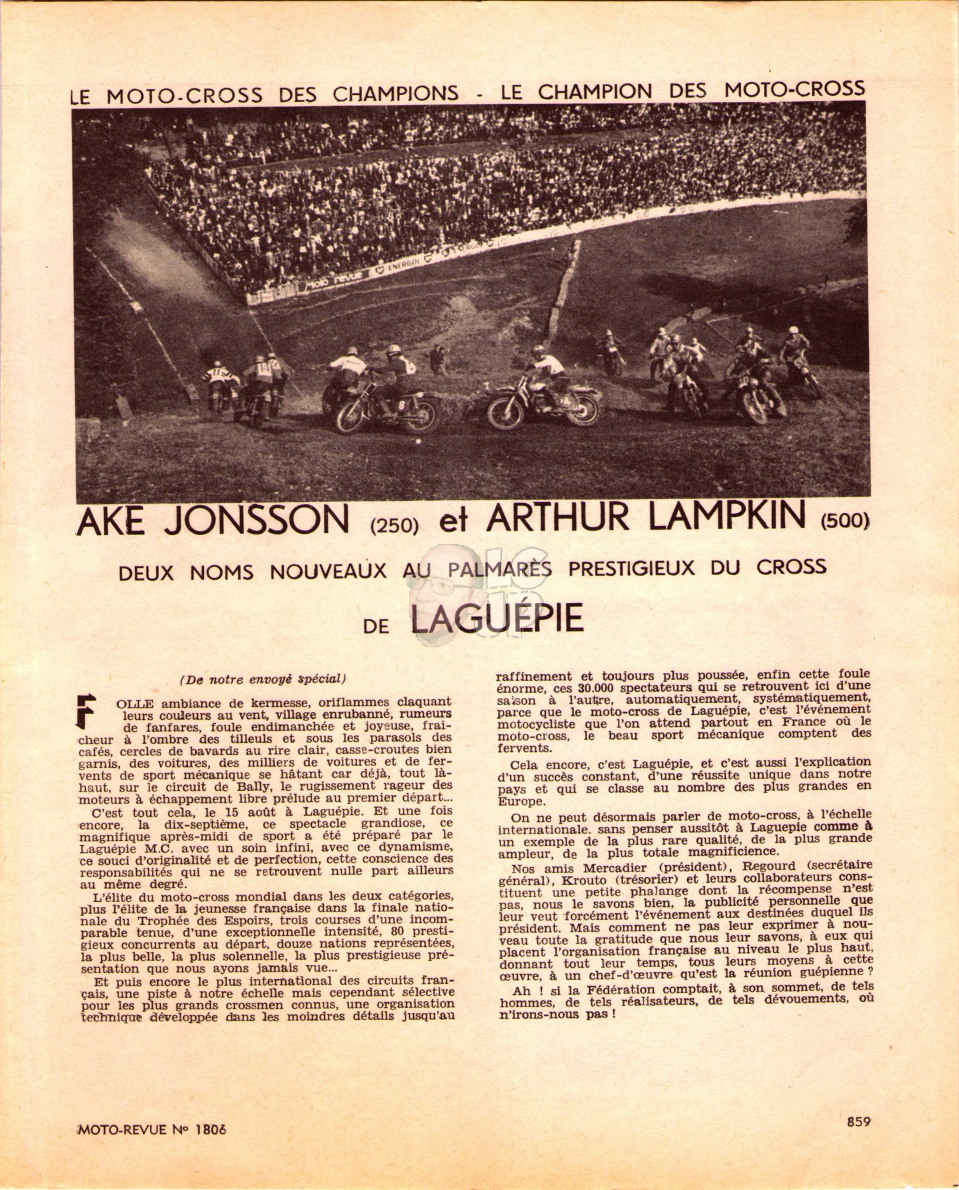 LE MOTO-CROSS DES CHAMPIONS - LE CHAMPION DES MOTO-CROSS
Moto revue ENERGOL ENERGOL
AKE JONSSON (250) et ARTHUR LAMPKIN (500)
DEUX NOMS NOUVEAUX AU PALMARÈS PRESTIGIEUX DU CROSS
DE LAGUÉPIE
(De notre envoyé spécial)
FOLLE ambiance de kermesse, oriflammes claquant
leurs couleurs au vent, village enrubanné, rumeurs
de fanfares, foule endimanchée et joyeuse, fraî-
cheur à l'ombre des tilleuls et sous les parasols des
cafés, cercles de bavards au rire clair, casse-croutes bien
garnis, des voitures, des milliers de voitures et de fer-
vents de sport mécanique se hâtant car déjà, tout là-
haut, sur le circuit de Bally, le rugissement rageur des
moteurs à échappement libre prélude au premier départ...
C'est tout cela, le 15 août à Laguépie. Et une fois
encore, la dix-septième, ce spectacle grandiose, ce
magnifique après-midi de sport a été préparé par le
Laguépie M.C. avec un soin infini, avec ce dynamisme,
ce souci d'originalité et de perfection, cette conscience des
responsabilités qui ne se retrouvent nulle part ailleurs
au même degré.
L'élite du moto-cross mondial dans les deux catégories,
plus l'élite de la jeunesse française dans la finale natio-
nale du Trophée des Espoirs, trois courses d'une incom-
parable tenue, d'une exceptionnelle intensité, 80 presti-
gieux concurrents au départ, douze nations représentées,
la plus belle, la plus solennelle, la plus prestigieuse pré-
sentation que nous ayons jamais vue...
Et puis encore le plus international des circuits fran-
çais, une piste à notre échelle mais cependant sélective
pour les plus grands crossmen connus, une organisation
technique développée dans les moindres détails jusqu'au
raffinement et toujours plus poussée, enfin cette foule
énorme, ces 30.000 spectateurs qui se retrouvent ici d'une
saison à l'autre, automatiquement, systématiquement,
parce que le moto-cross de Laguépie, c'est l'événement
motocycliste que l'on attend partout en France où le
moto-cross, le beau sport mécanique comptent des
fervents.
Cela encore, c'est Laguépie, et c'est aussi l'explication
d'un succès constant, d'une réussite unique dans notre
pays et qui se classe au nombre des plus grandes en
Europe.
On ne peut désormais parler de moto-cross, à l'échelle
internationale. sans penser aussitôt à Laguepie comme à
un exemple de la plus rare qualité, de la plus grande
ampleur, de la plus totale magnificience.
Nos amis Mercadier (président), Regourd (secrétaire
général), Krouto (trésorier) et leurs collaborateurs cons-
tituent une petite phalange dont la récompense n'est
pas, nous le savons bien, la publicité personnelle que
leur veut forcément l'événement aux destinées duquel ils
président. Mais comment ne pas leur exprimer à nou-
veau toute la gratitude que nous leur savons, à eux qui
placent l'organisation française au niveau le plus haut,
donnant tout leur temps, tous leurs moyens à cette
œuvre, à un chef-d'œuvre qu'est la réunion guépienne ?
Ah ! si la Fédération comptait, à son sommet, de tels
hommes, de tels réalisateurs, de tels dévouements, où
n'irons-nous pas !
MOTO-REVUE Nº 1806
859